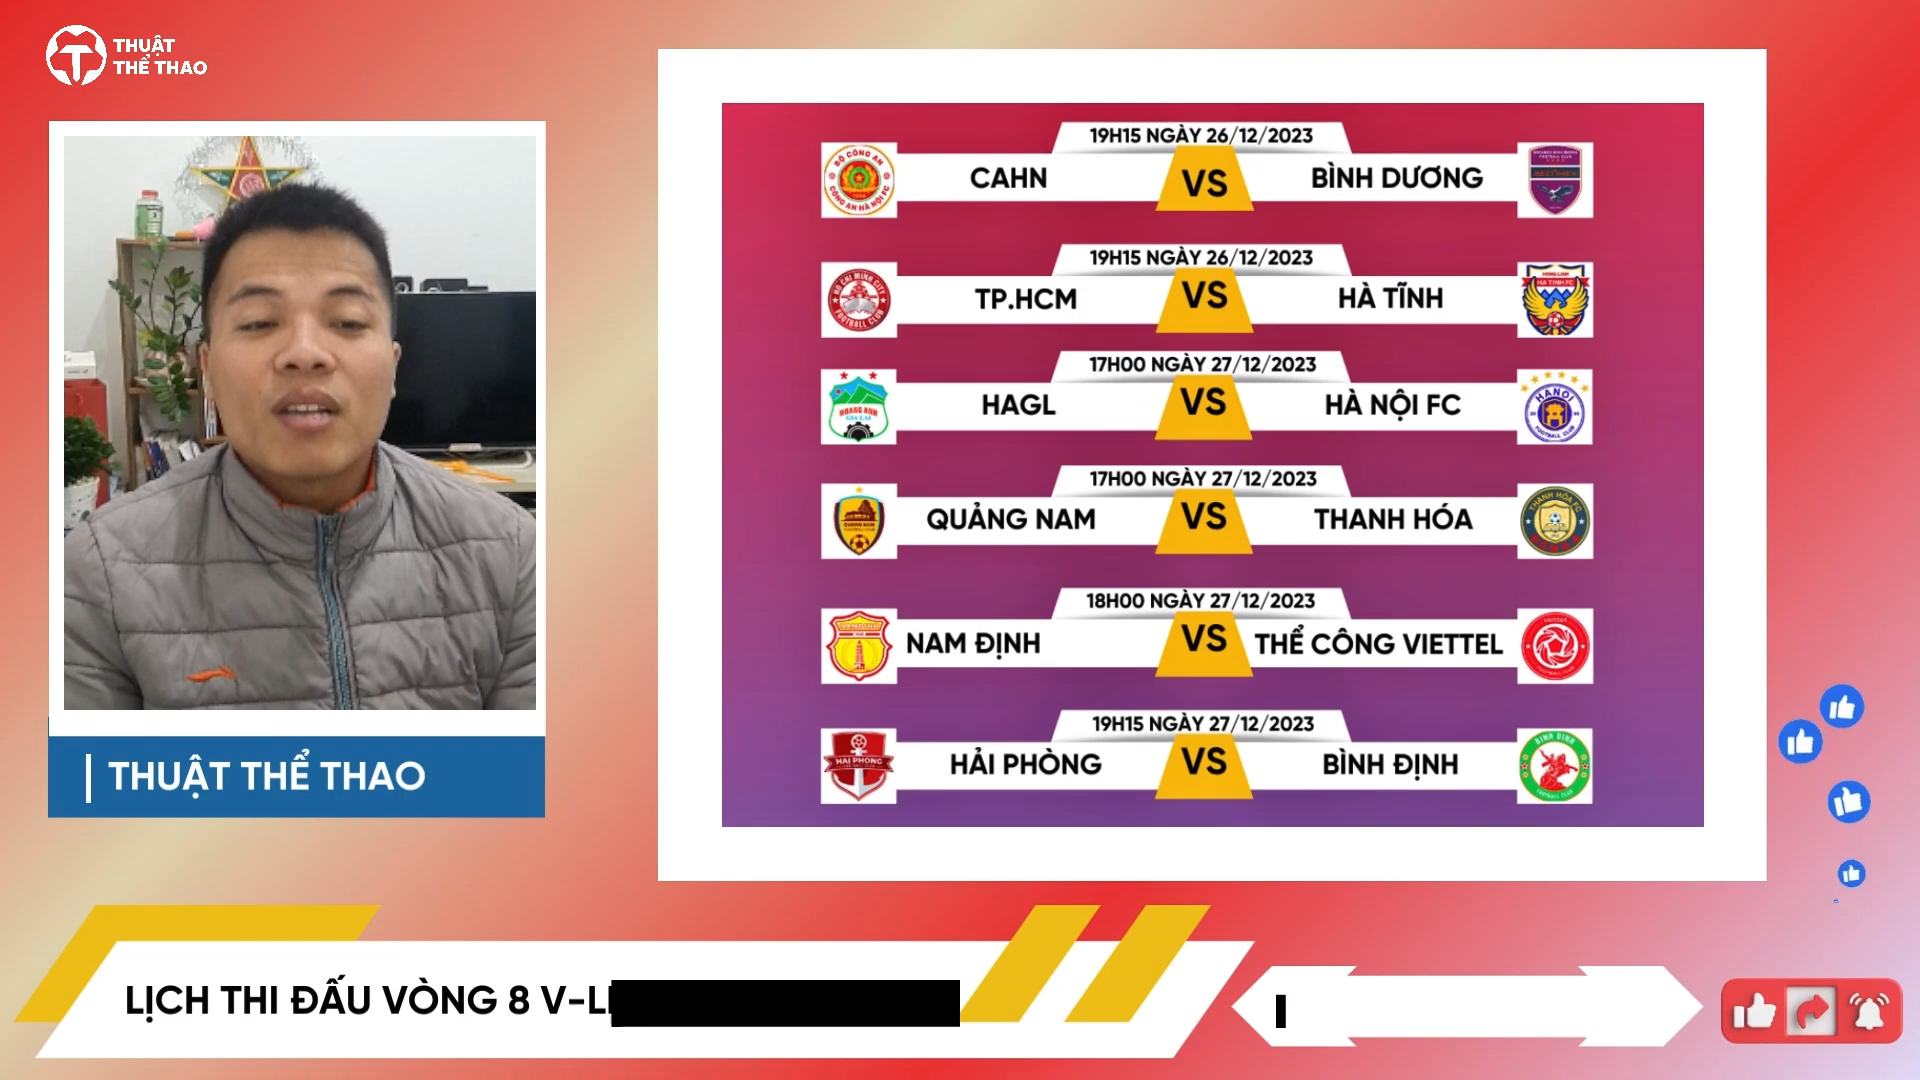 THUẬT
THỂ THAO
19H15 NGÀY 26/12/2023
CAHN VS BÌNH DƯƠNG
19H15 NGÀY 26/12/2023
TP.HCM VS HÀ TĨNH
17H00 NGÀY 27/12/2023
HAGL VS HÀ NỘI FC
17H00 NGÀY 27/12/2023
QUẢNG NAM VS THANH HÓA
18H00 NGÀY 27/12/2023
NAM ĐỊNH VS THỂ CÔNG VIETTEL
19H15 NGÀY 27/12/2023
HẢI PHÒNG VS BÌNH ĐỊNH
THUẬT THỂ THAO
LỊCH THI ĐẤU VÒNG 8